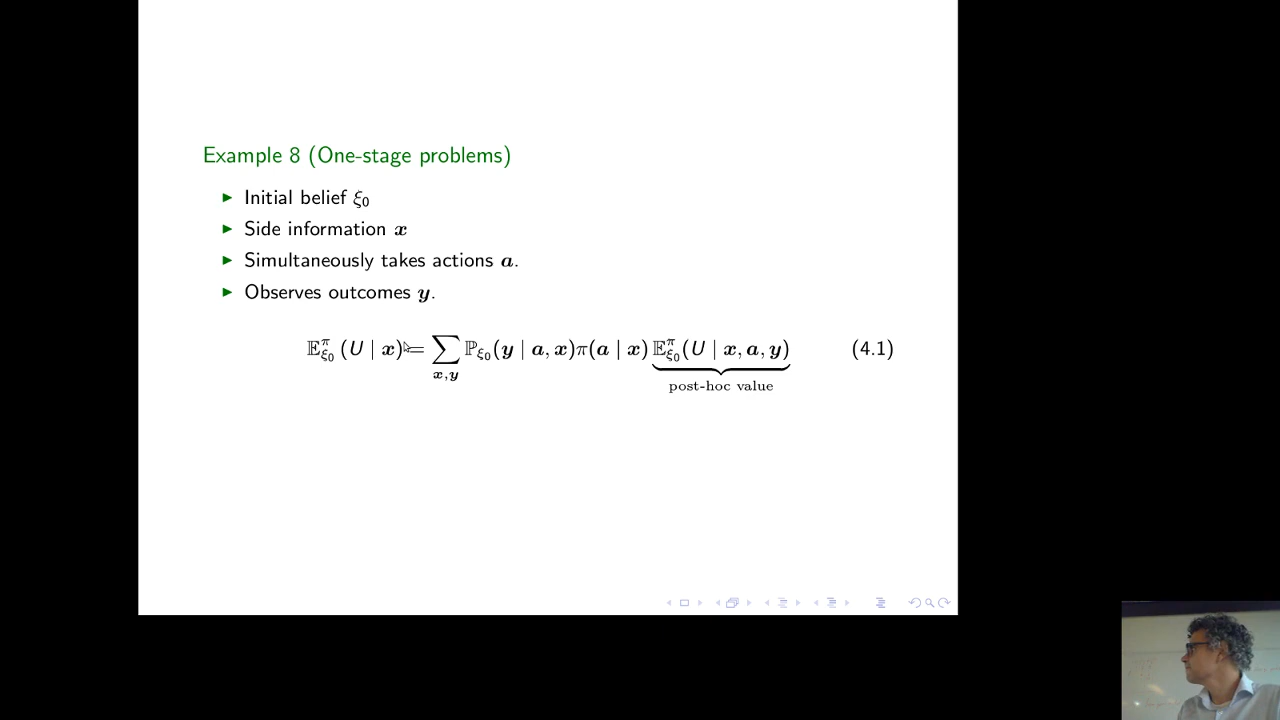 Example 8 (One-stage problems)
▶ Initial belief ξ₀
▶ Side information x
▶ Simultaneously takes actions a.
▶ Observes outcomes y.
𝔼^π_ξ₀ (U | x) = ∑_{x,y} ℙ_ξ₀(y | a, x)π(a | x) 𝔼^π_ξ₀(U | x, a, y) (4.1)
post-hoc value